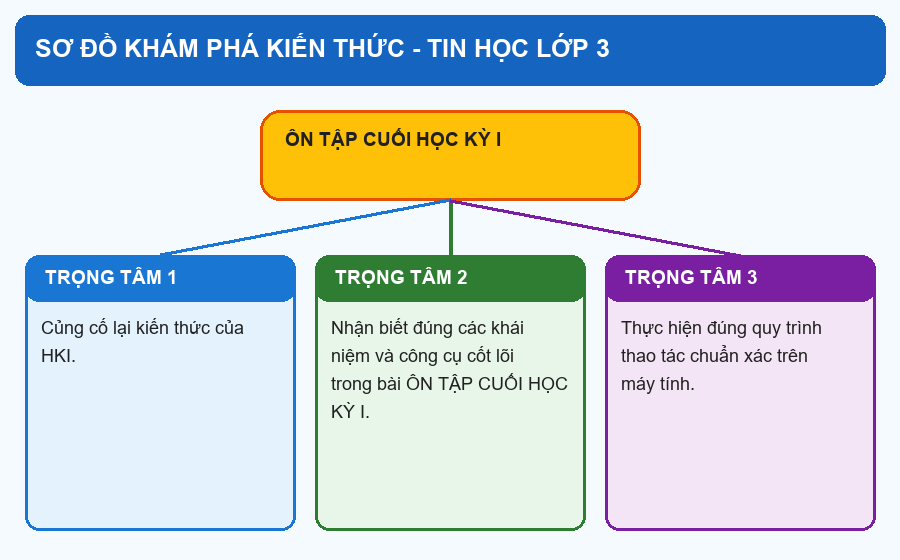 SƠ ĐỒ KHÁM PHÁ KIẾN THỨC - TIN HỌC LỚP 3
ÔN TẬP CUỐI HỌC KỲ I
TRỌNG TÂM 1
Củng cố lại kiến thức của
HKI.
TRỌNG TÂM 2
Nhận biết đúng các khái
niệm và công cụ cốt lõi
trong bài ÔN TẬP CUỐI HỌC
KỲ I.
TRỌNG TÂM 3
Thực hiện đúng quy trình
thao tác chuẩn xác trên
máy tính.